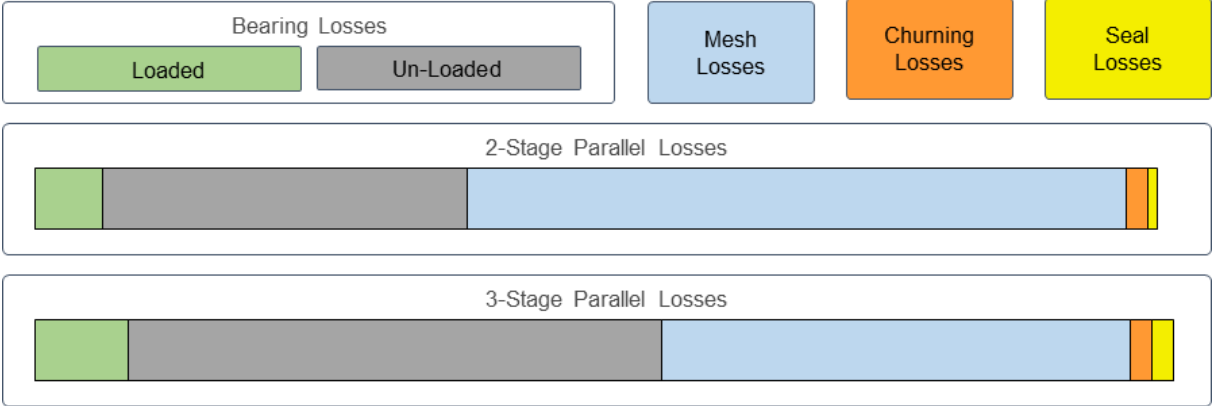 Bearing Losses
Loaded
Un-Loaded
Mesh
Losses
Churning
Losses
Seal
Losses
2-Stage Parallel Losses
3-Stage Parallel Losses